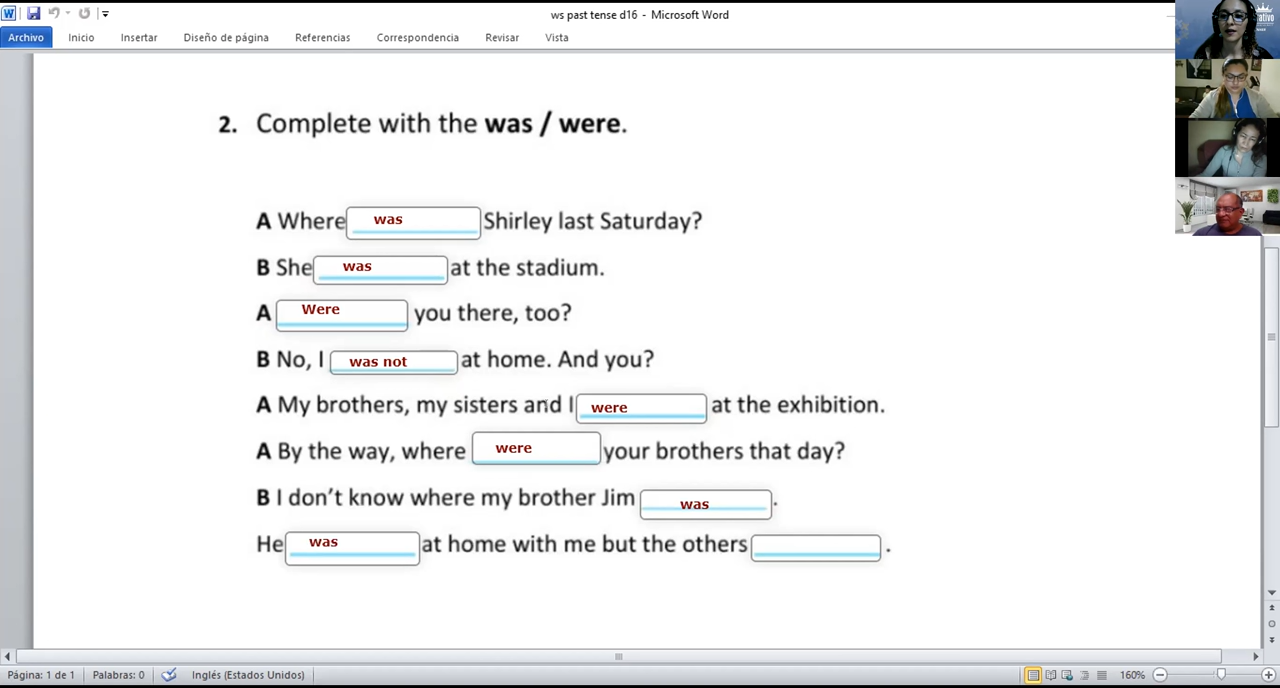 ws past tense d16 - Microsoft Word
Archivo Inicio Insertar Diseño de página Referencias Correspondencia Revisar Vista
2. Complete with the was / were.
A Where was Shirley last Saturday?
B She was at the stadium.
A Were you there, too?
B No, I was not at home. And you?
A My brothers, my sisters and I were at the exhibition.
A By the way, where were your brothers that day?
B I don't know where my brother Jim was.
He was at home with me but the others .
Página: 1 de 1 Palabras: 0 Inglés (Estados Unidos) 160%